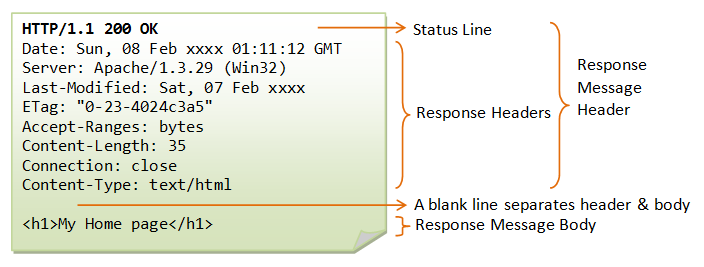 HTTP/1.1 200 OK
Date: Sun, 08 Feb xxxx 01:11:12 GMT
Server: Apache/1.3.29 (Win32)
Last-Modified: Sat, 07 Feb xxxx
ETag: "0-23-4024c3a5"
Accept-Ranges: bytes
Content-Length: 35
Connection: close
Content-Type: text/html
<h1>My Home page</h1>
Status Line
Response Headers
Response
Message
Header
A blank line separates header & body
Response Message Body